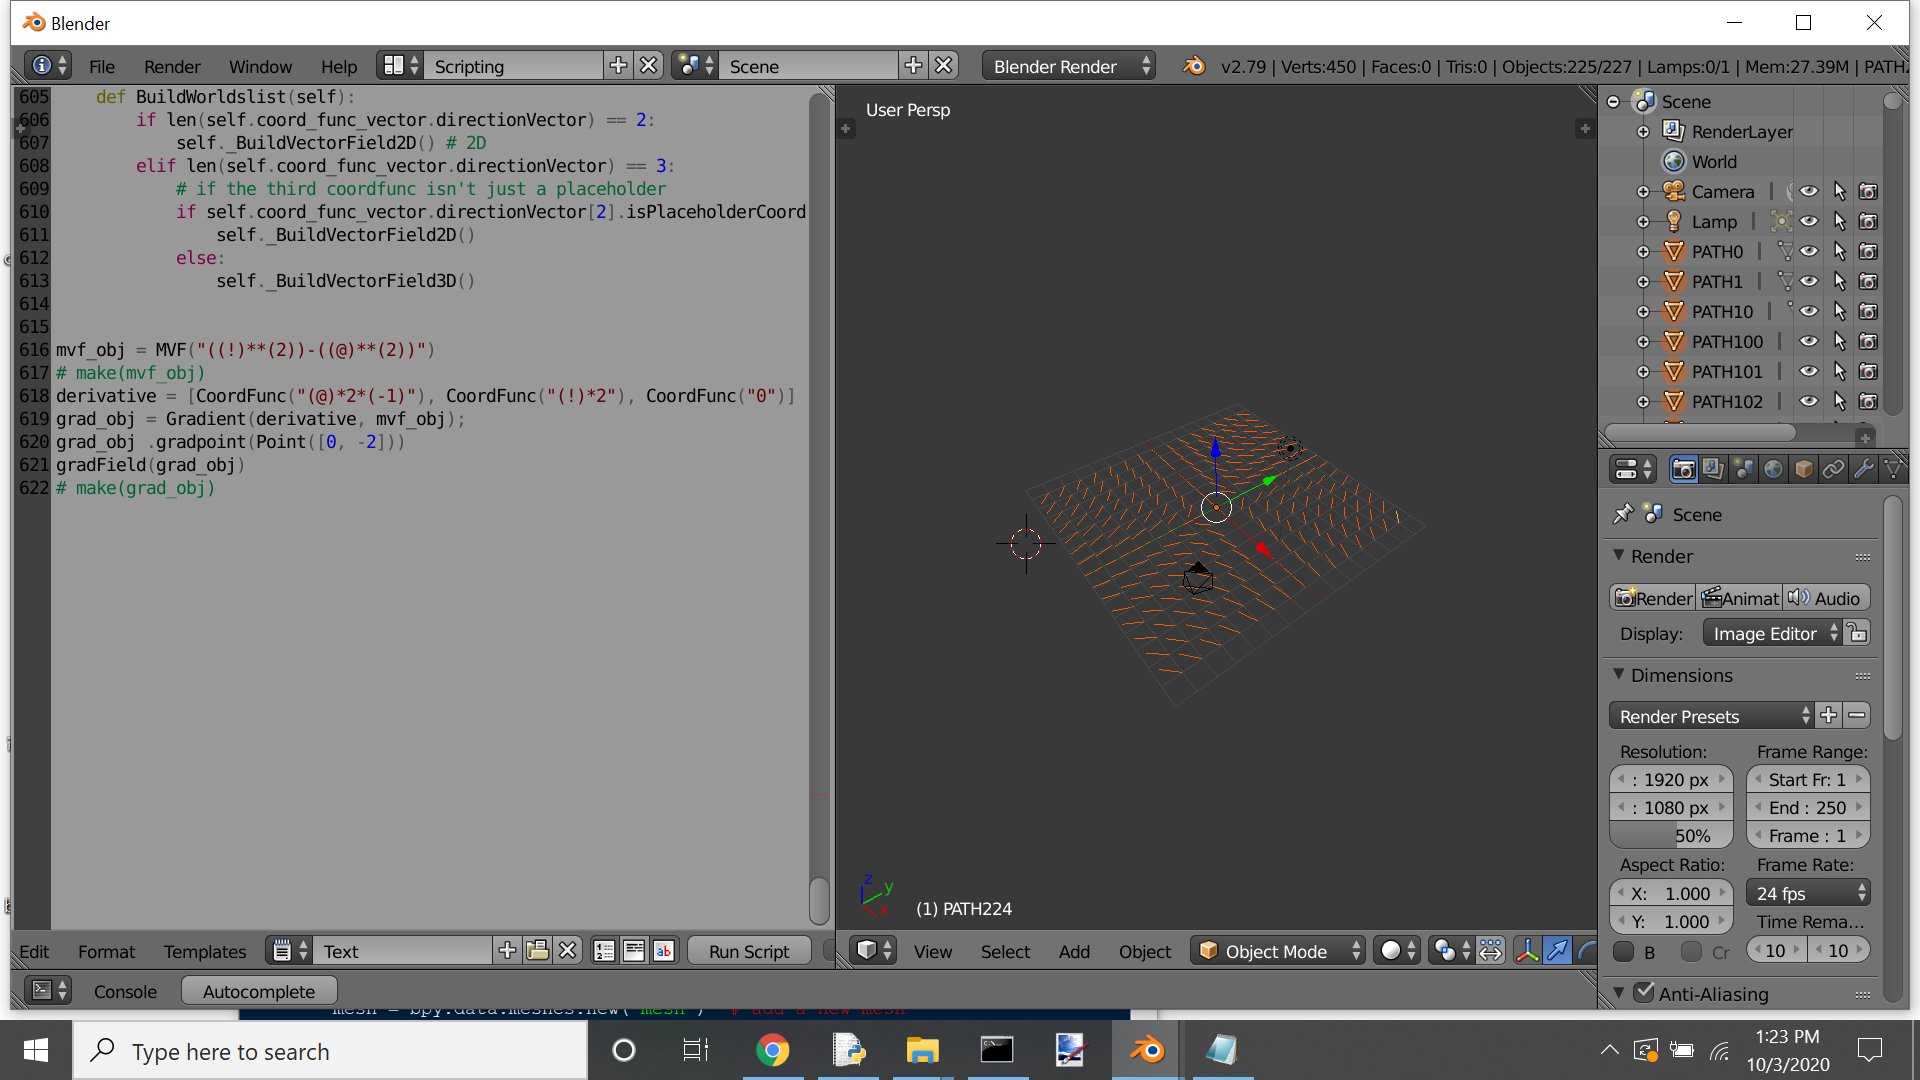 Blender
File Render Window Help Scripting Scene Blender Render v2.79 | Verts:450 | Faces:0 | Tris:0 | Objects:225/227 | Lamps:0/1 | Mem:27.39M | PATH
605 def BuildWorldslist(self):
606 if len(self.coord_func_vector.directionVector) == 2:
607 self._BuildVectorField2D() # 2D
608 elif len(self.coord_func_vector.directionVector) == 3:
609 # if the third coordfunc isn't just a placeholder
610 if self.coord_func_vector.directionVector[2].isPlaceholderCoord
611 self._BuildVectorField2D()
612 else:
613 self._BuildVectorField3D()
614
615
616 mvf_obj = MVF("((!)**(2))-((@)**(2))")
617 # make(mvf_obj)
618 derivative = [CoordFunc("(@)*2*(-1)"), CoordFunc("(!)*2"), CoordFunc("0")]
619 grad_obj = Gradient(derivative, mvf_obj);
620 grad_obj .gradpoint(Point([0, -2]))
621 gradField(grad_obj)
622 # make(grad_obj)
Edit Format Templates Text Run Script
Console Autocomplete
User Persp
z
y
x
(1) PATH224
View Select Add Object Object Mode
Scene
RenderLayer
World
Camera
Lamp
PATH0
PATH1
PATH10
PATH100
PATH101
PATH102
Scene
Render
Render Animat Audio
Display: Image Editor
Dimensions
Render Presets
Resolution: Frame Range:
: 1920 px Start Fr: 1
: 1080 px End : 250
50% Frame : 1
Aspect Ratio: Frame Rate:
X: 1.000 24 fps
Y: 1.000 Time Rema...
B Cr 10 10
Anti-Aliasing
mesh = bpy.data.meshes.new("mesh") # add a new mesh
Type here to search
1:23 PM
10/3/2020